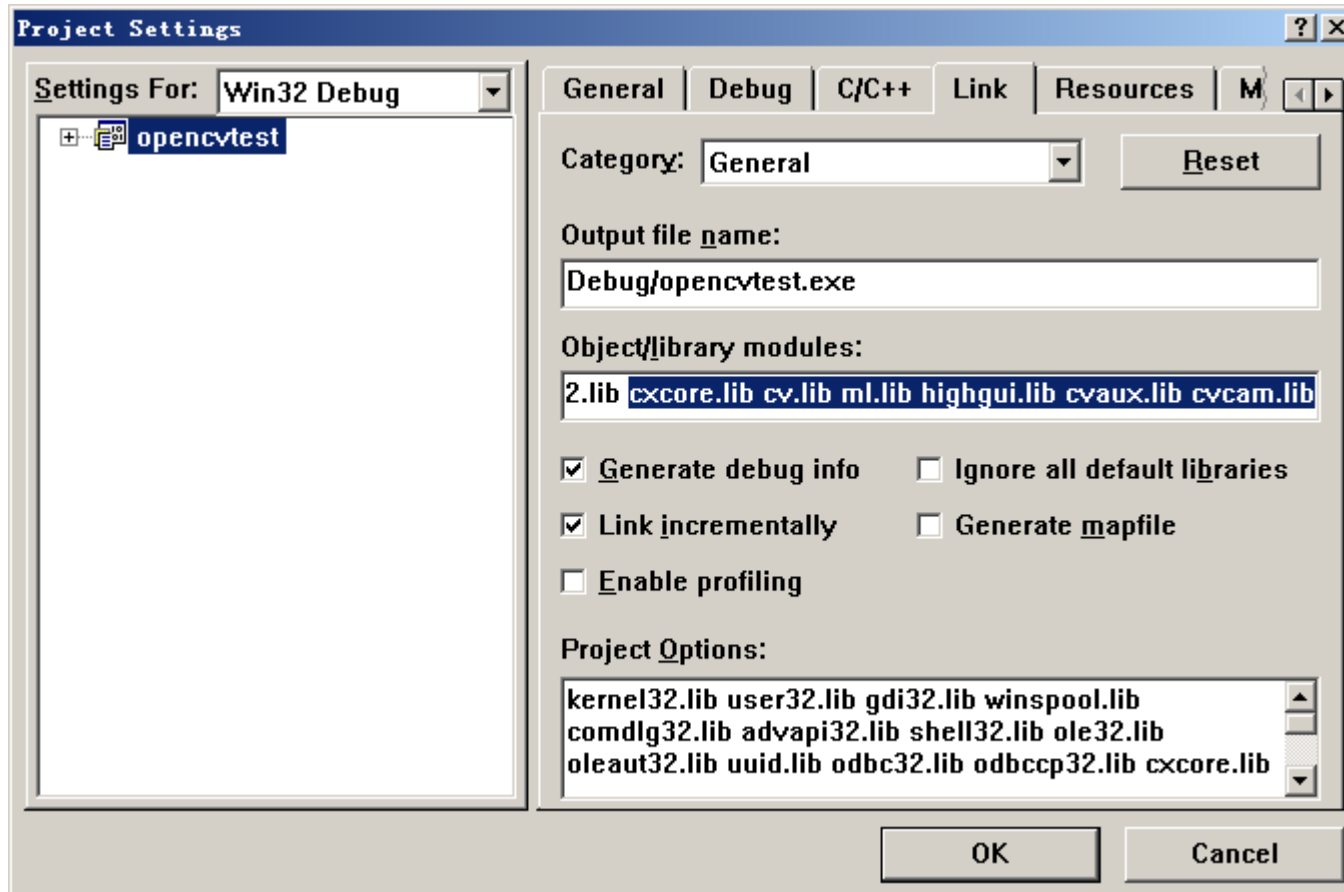 Project Settings
Settings For:
Win32 Debug
opencvtest
General
Debug
C/C++
Link
Resources
M
Category:
General
Reset
Output file name:
Debug/opencvtest.exe
Object/library modules:
2.lib cxcore.lib cv.lib ml.lib highgui.lib cvaux.lib cvcam.lib
Generate debug info
Ignore all default libraries
Link incrementally
Generate mapfile
Enable profiling
Project Options:
kernel32.lib user32.lib gdi32.lib winspool.lib
comdlg32.lib advapi32.lib shell32.lib ole32.lib
oleaut32.lib uuid.lib odbc32.lib odbccp32.lib cxcore.lib
OK
Cancel